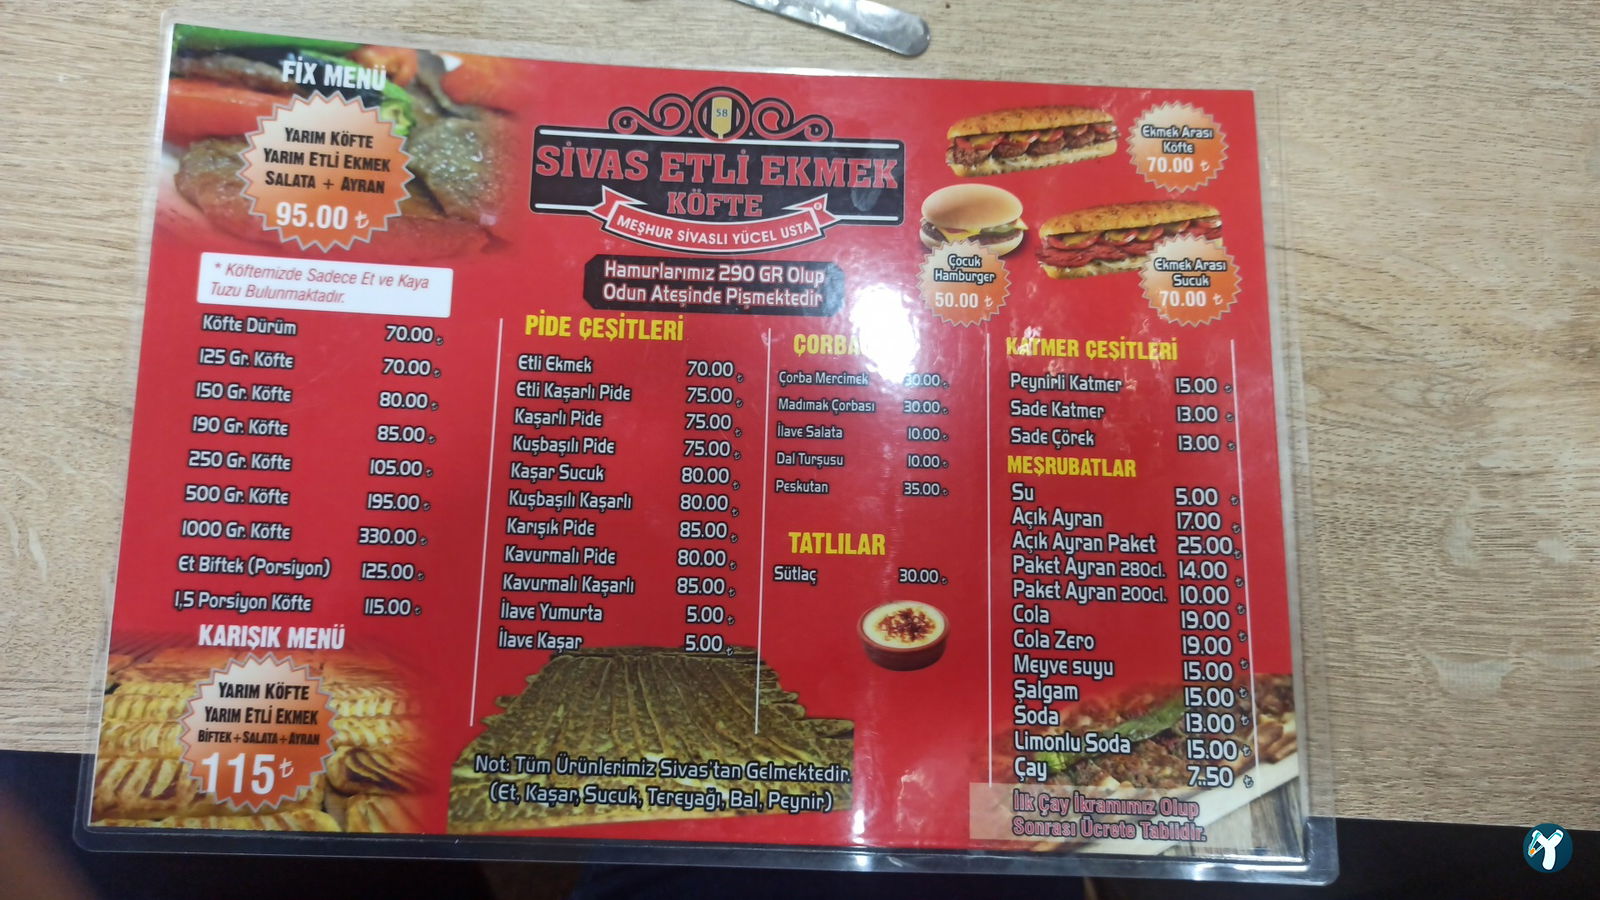 FİX MENÜ
YARIM KÖFTE
YARIM ETLİ EKMEK
SALATA + AYRAN
95.00 ₺
* Köftemizde Sadece Et ve Kaya
Tuzu Bulunmaktadır.
Köfte Dürüm 70.00 ₺
125 Gr. Köfte 70.00 ₺
150 Gr. Köfte 80.00 ₺
190 Gr. Köfte 85.00 ₺
250 Gr. Köfte 105.00 ₺
500 Gr. Köfte 195.00 ₺
1000 Gr. Köfte 330.00 ₺
Et Biftek (Porsiyon) 125.00 ₺
1,5 Porsiyon Köfte 115.00 ₺
KARIŞIK MENÜ
YARIM KÖFTE
YARIM ETLİ EKMEK
BİFTEK+SALATA+AYRAN
115 ₺
58
SİVAS ETLİ EKMEK
KÖFTE
MEŞHUR SİVASLI YÜCEL USTA
Hamurlarımız 290 GR Olup
Odun Ateşinde Pişmektedir
PİDE ÇEŞİTLERİ
Etli Ekmek 70.00 ₺
Etli Kaşarlı Pide 75.00 ₺
Kaşarlı Pide 75.00 ₺
Kuşbaşılı Pide 75.00 ₺
Kaşar Sucuk 80.00 ₺
Kuşbaşılı Kaşarlı 80.00 ₺
Karışık Pide 85.00 ₺
Kavurmalı Pide 80.00 ₺
Kavurmalı Kaşarlı 85.00 ₺
İlave Yumurta 5.00 ₺
İlave Kaşar 5.00 ₺
Not: Tüm Ürünlerimiz Sivas'tan Gelmektedir.
(Et, Kaşar, Sucuk, Tereyağı, Bal, Peynir)
Çorba Mercimek 30.00 ₺
Madımak Çorbası 30.00 ₺
İlave Salata 10.00 ₺
Dal Turşusu 10.00 ₺
Peskutan 35.00 ₺
TATLILAR
Sütlaç 30.00 ₺
Ekmek Arası
Köfte
70.00 ₺
Çocuk
Hamburger
50.00 ₺
Ekmek Arası
Sucuk
70.00 ₺
KATMER ÇEŞİTLERİ
Peynirli Katmer 15.00 ₺
Sade Katmer 13.00 ₺
Sade Çörek 13.00 ₺
MEŞRUBATLAR
Su 5.00 ₺
Açık Ayran 17.00 ₺
Açık Ayran Paket 25.00 ₺
Paket Ayran 280cl. 14.00 ₺
Paket Ayran 200cl. 10.00 ₺
Cola 19.00 ₺
Cola Zero 19.00 ₺
Meyve suyu 15.00 ₺
Şalgam 15.00 ₺
Soda 13.00 ₺
Limonlu Soda 15.00 ₺
Çay 7..50 ₺
İlk Çay İkramımız Olup
Sonrası Ücrete Tabildir.